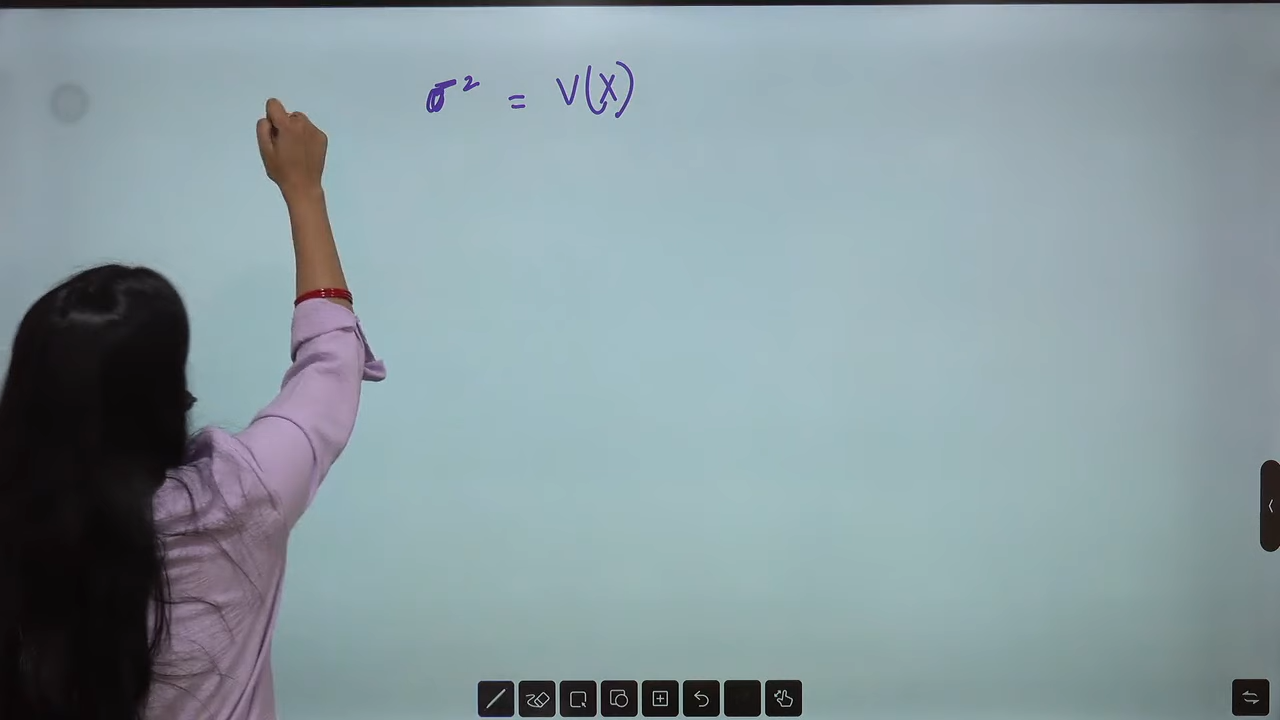 σ² = V(X)